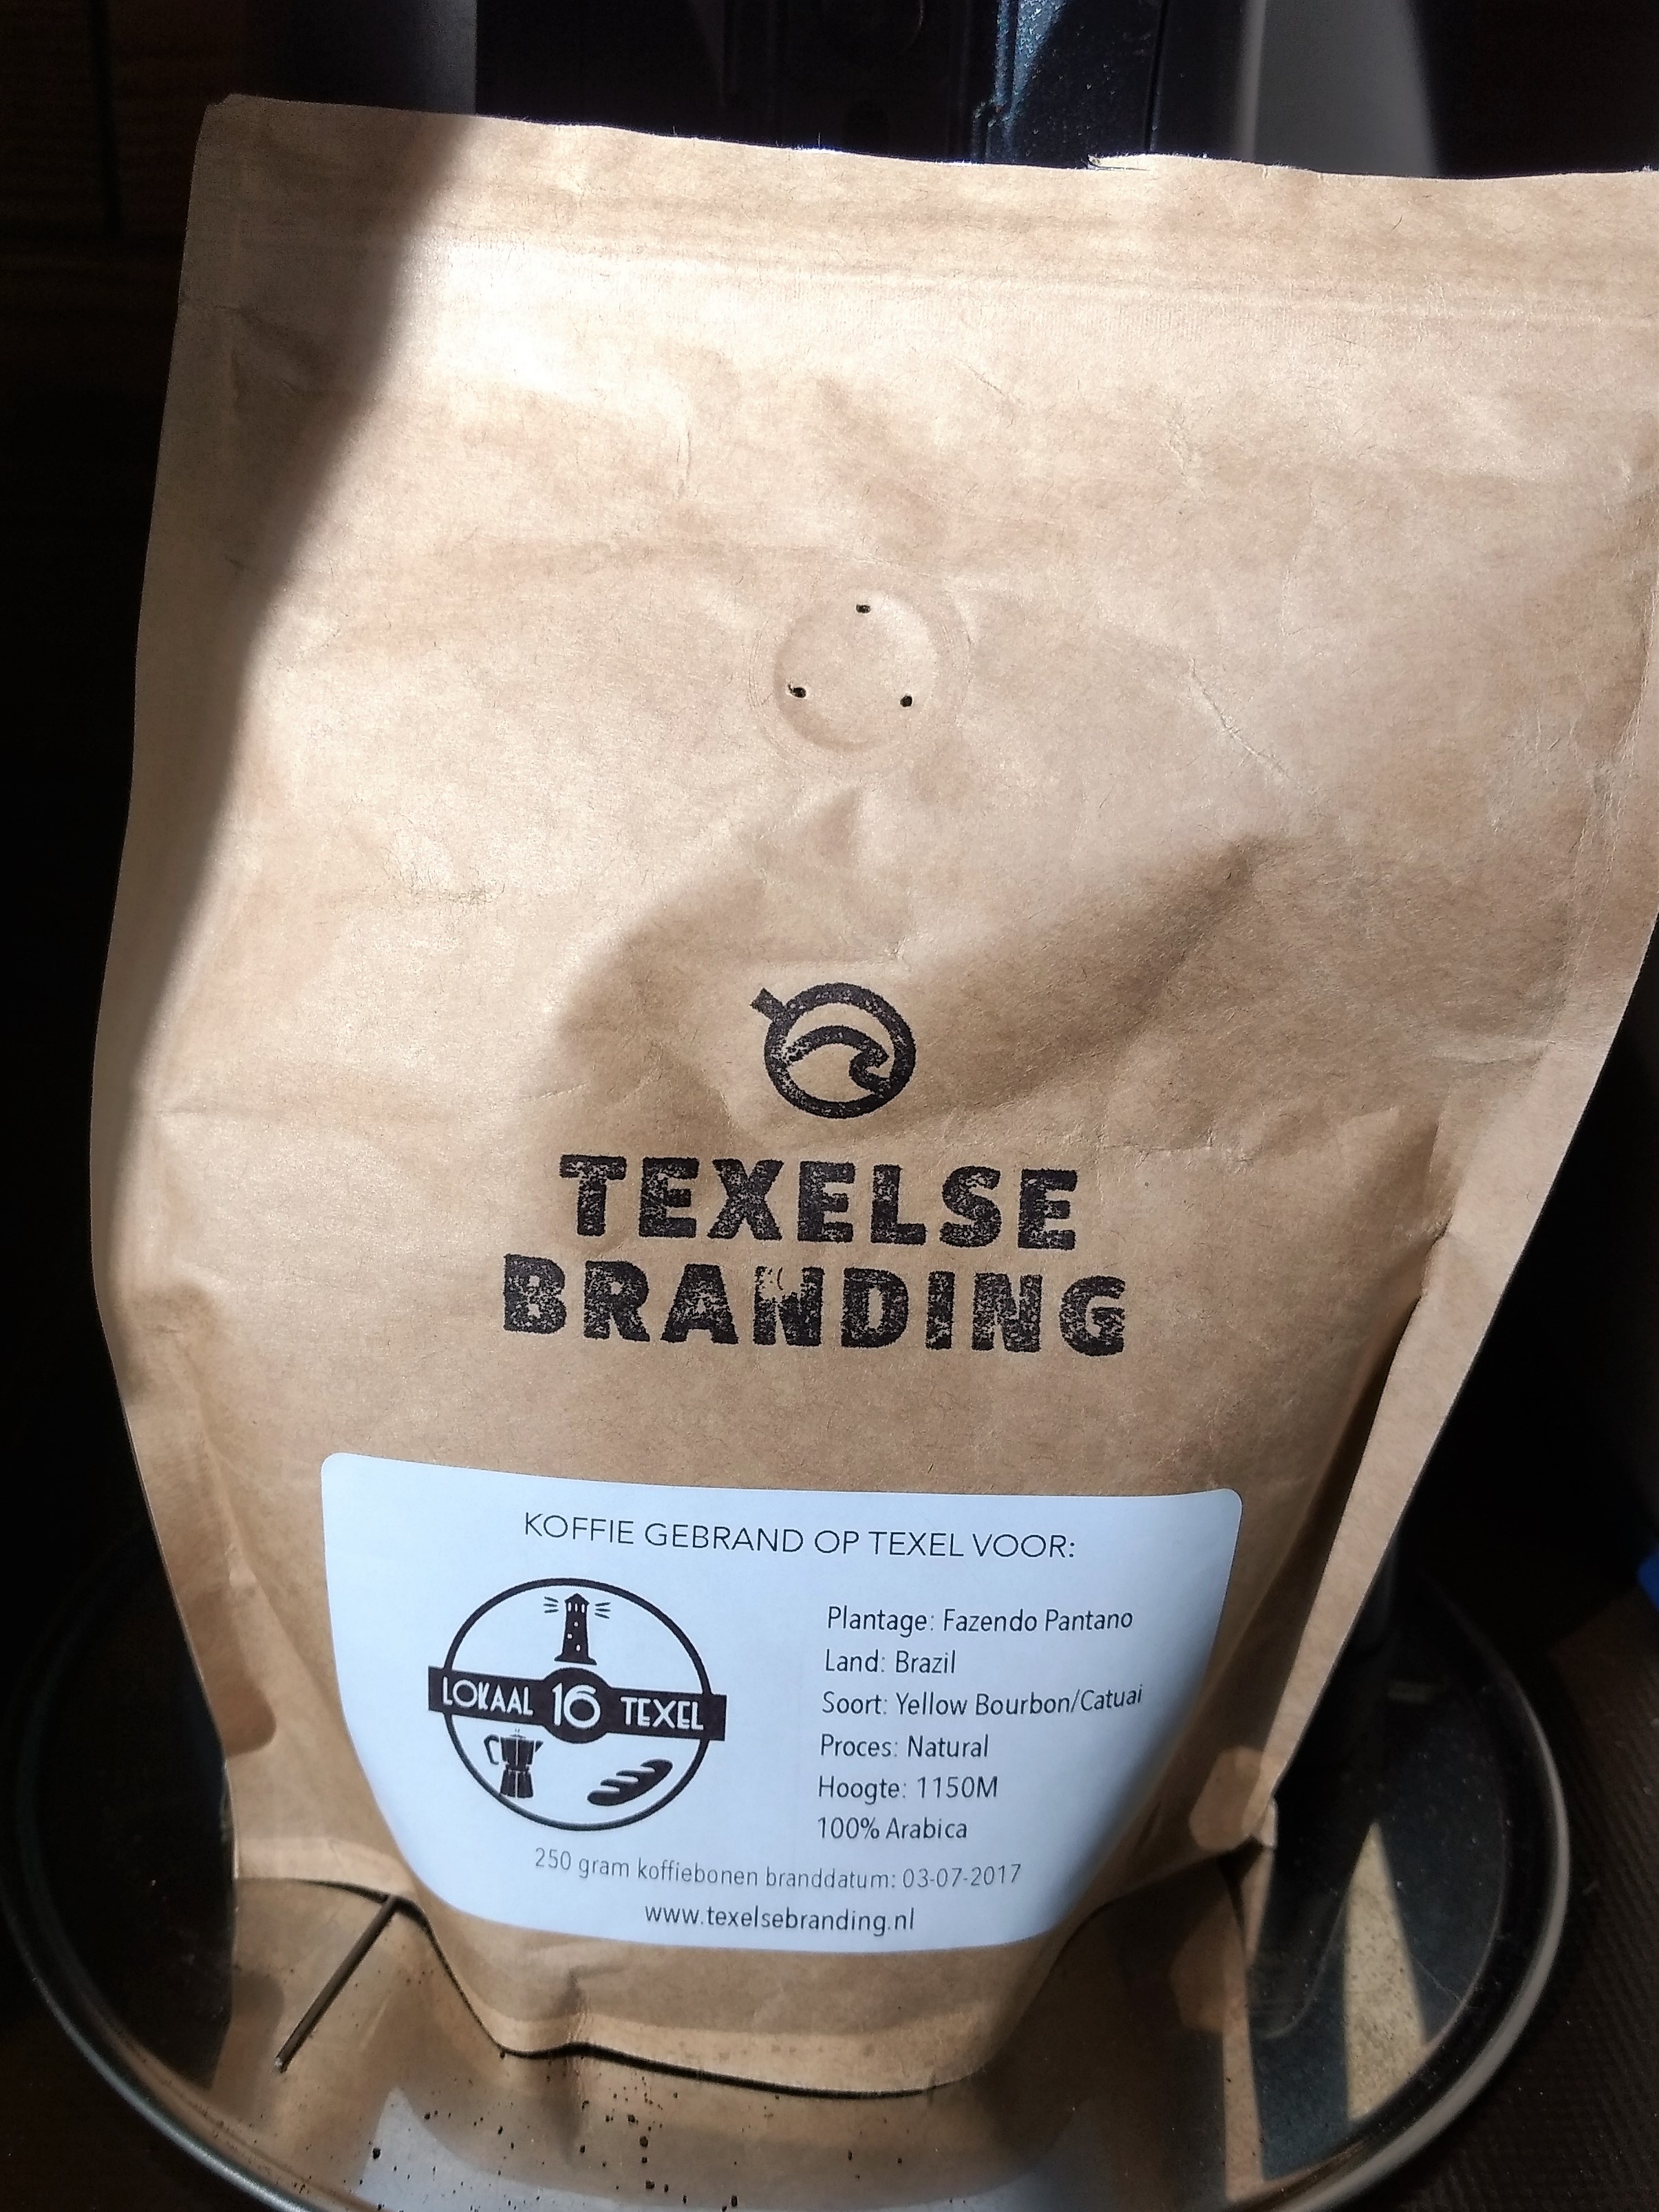 TEXELSE
BRANDING
KOFFIE GEBRAND OP TEXEL VOOR:
LOKAAL 16 TEXEL
Plantage: Fazendo Pantano
Land: Brazil
Soort: Yellow Bourbon/Catuai
Proces: Natural
Hoogte: 1150M
100% Arabica
250 gram koffiebonen branddatum: 03-07-2017
www.texelsebranding.nl